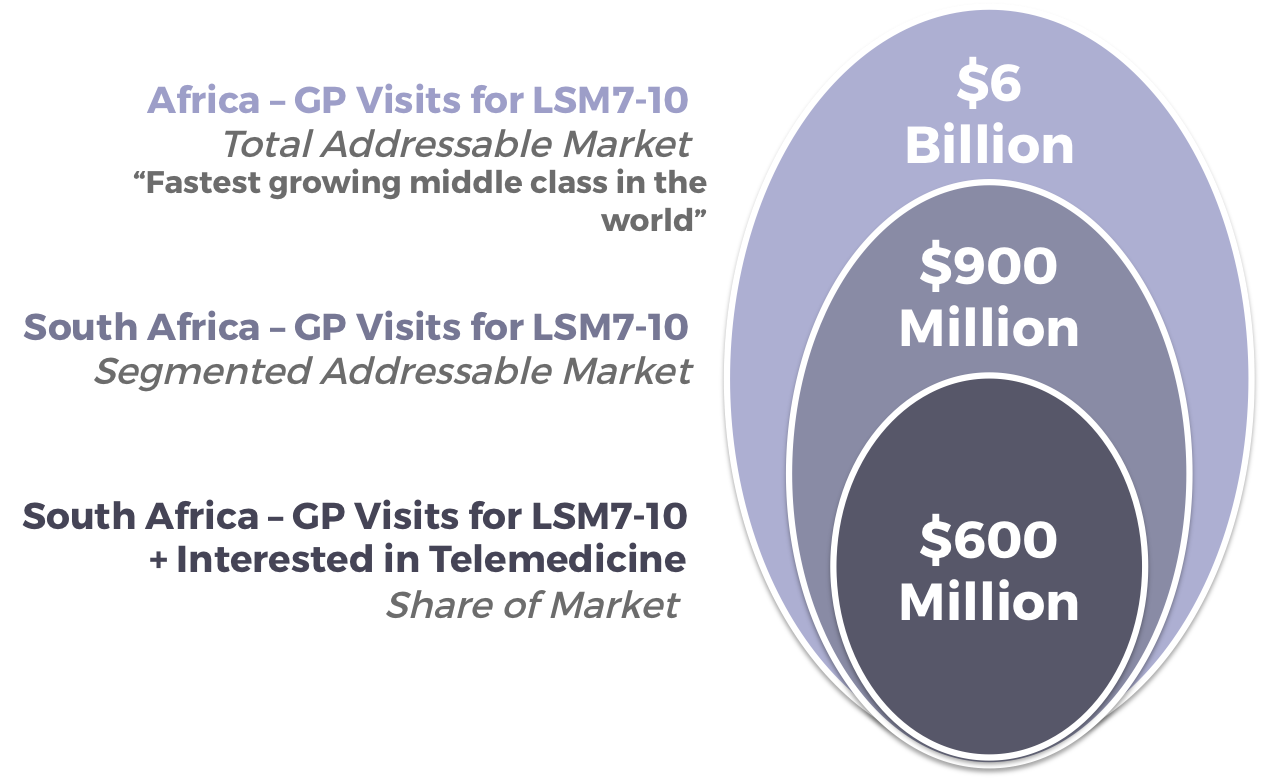 Africa – GP Visits for LSM7-10
Total Addressable Market
“Fastest growing middle class in the
world”
$6
Billion
South Africa – GP Visits for LSM7-10
Segmented Addressable Market
$900
Million
South Africa – GP Visits for LSM7-10
+ Interested in Telemedicine
Share of Market
$600
Million